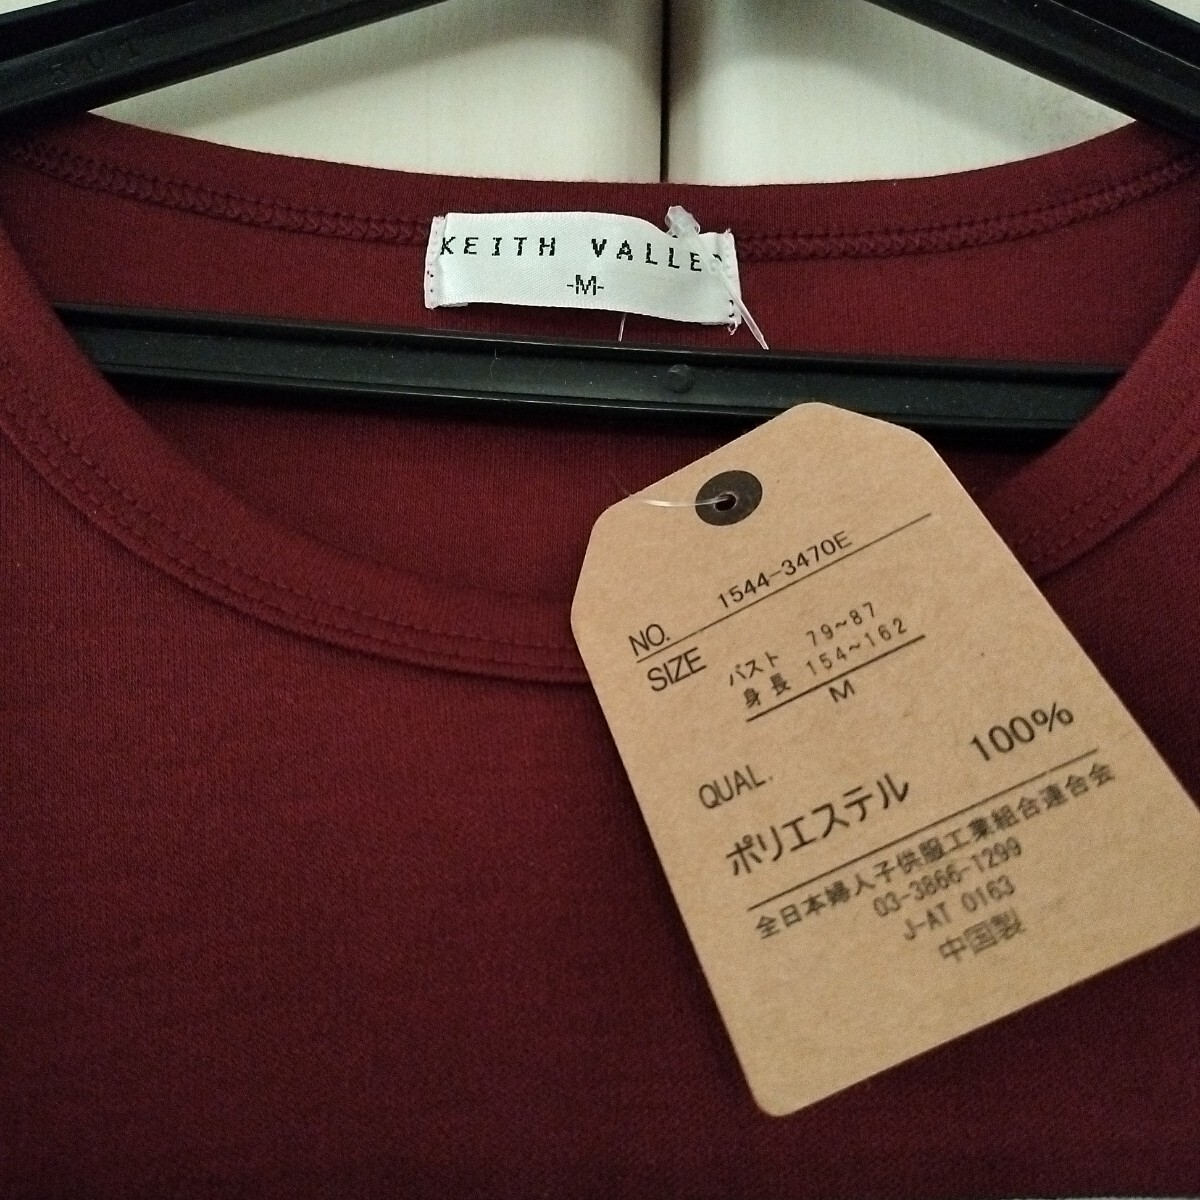 501
KEITH VALLEY
-M-
NO. 1544-3470E
SIZE バスト 79~87
身長 154~162
M
QUAL.
ポリエステル 100%
全日本婦人子供服工業組合連合会
03-3866-1299
J-AT 0163
中国製